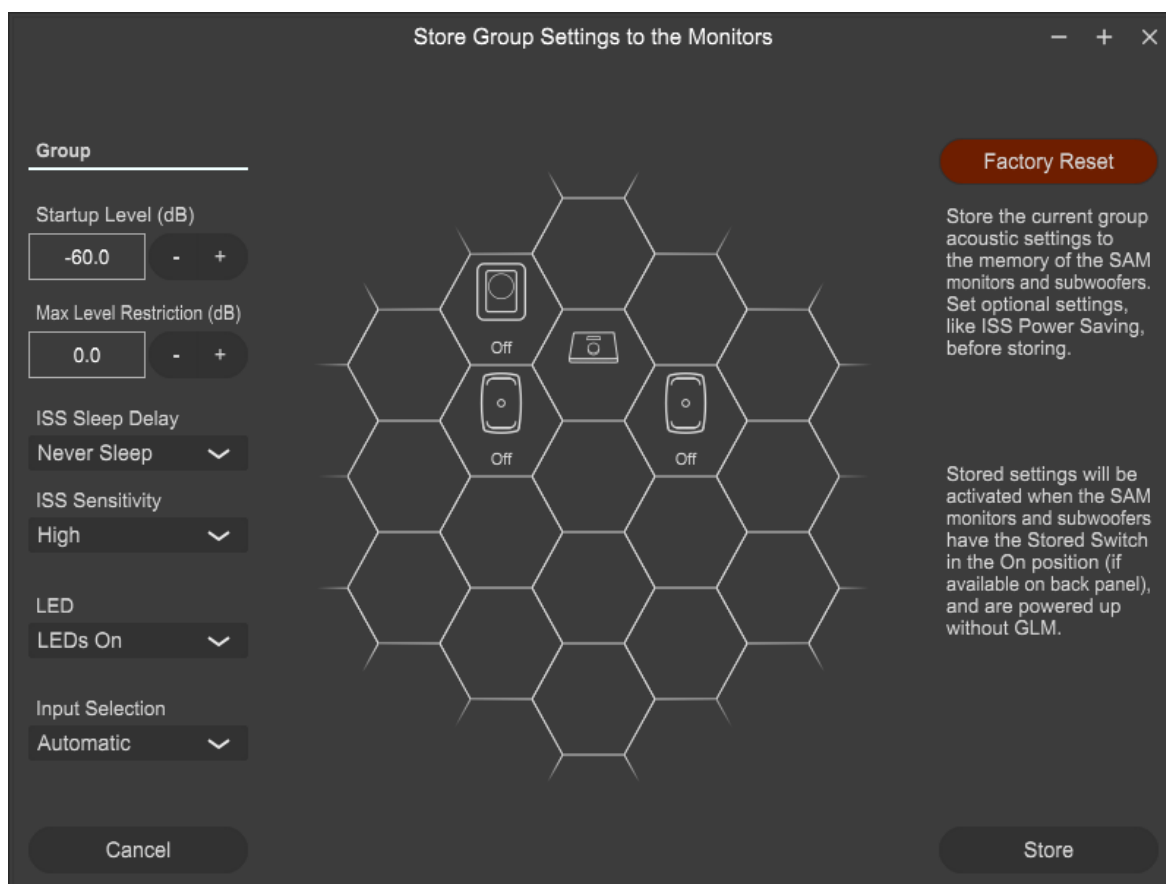 Store Group Settings to the Monitors
Group
Startup Level (dB)
-60.0 - +
Max Level Restriction (dB)
0.0 - +
ISS Sleep Delay
Never Sleep
ISS Sensitivity
High
LED
LEDs On
Input Selection
Automatic
Cancel
Off
Off
Off
Factory Reset
Store the current group
acoustic settings to
the memory of the SAM
monitors and subwoofers.
Set optional settings,
like ISS Power Saving,
before storing.
Stored settings will be
activated when the SAM
monitors and subwoofers
have the Stored Switch
in the On position (if
available on back panel),
and are powered up
without GLM.
Store